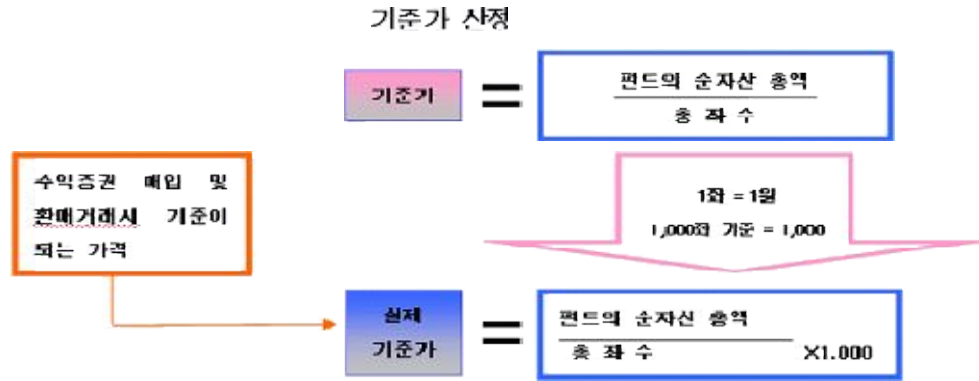 기준가 산정
기준가
=
펀드의 순자산 총액
총 좌 수
수익증권 매입 및
환매거래시 기준이
되는 가격
1좌 = 1원
1,000좌 기준 = 1,000
실제
기준가
=
펀드의 순자산 총액
총 좌 수 X1.000